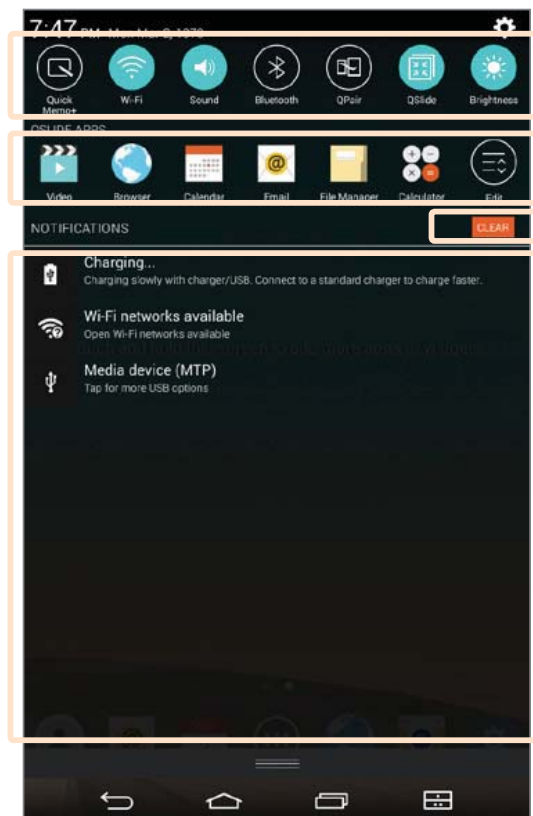 7:47 PM
Quick Memo+ Wi-Fi Sound Bluetooth QPair QSlide Brightness
QSLIDE APPS
Video Browser Calendar Email File Manager Calculator Edit
NOTIFICATIONS CLEAR
Charging...
Charging slowly with charger/USB. Connect to a standard charger to charge faster.
Wi-Fi networks available
Open Wi-Fi networks available
Media device (MTP)
Tap for more USB options